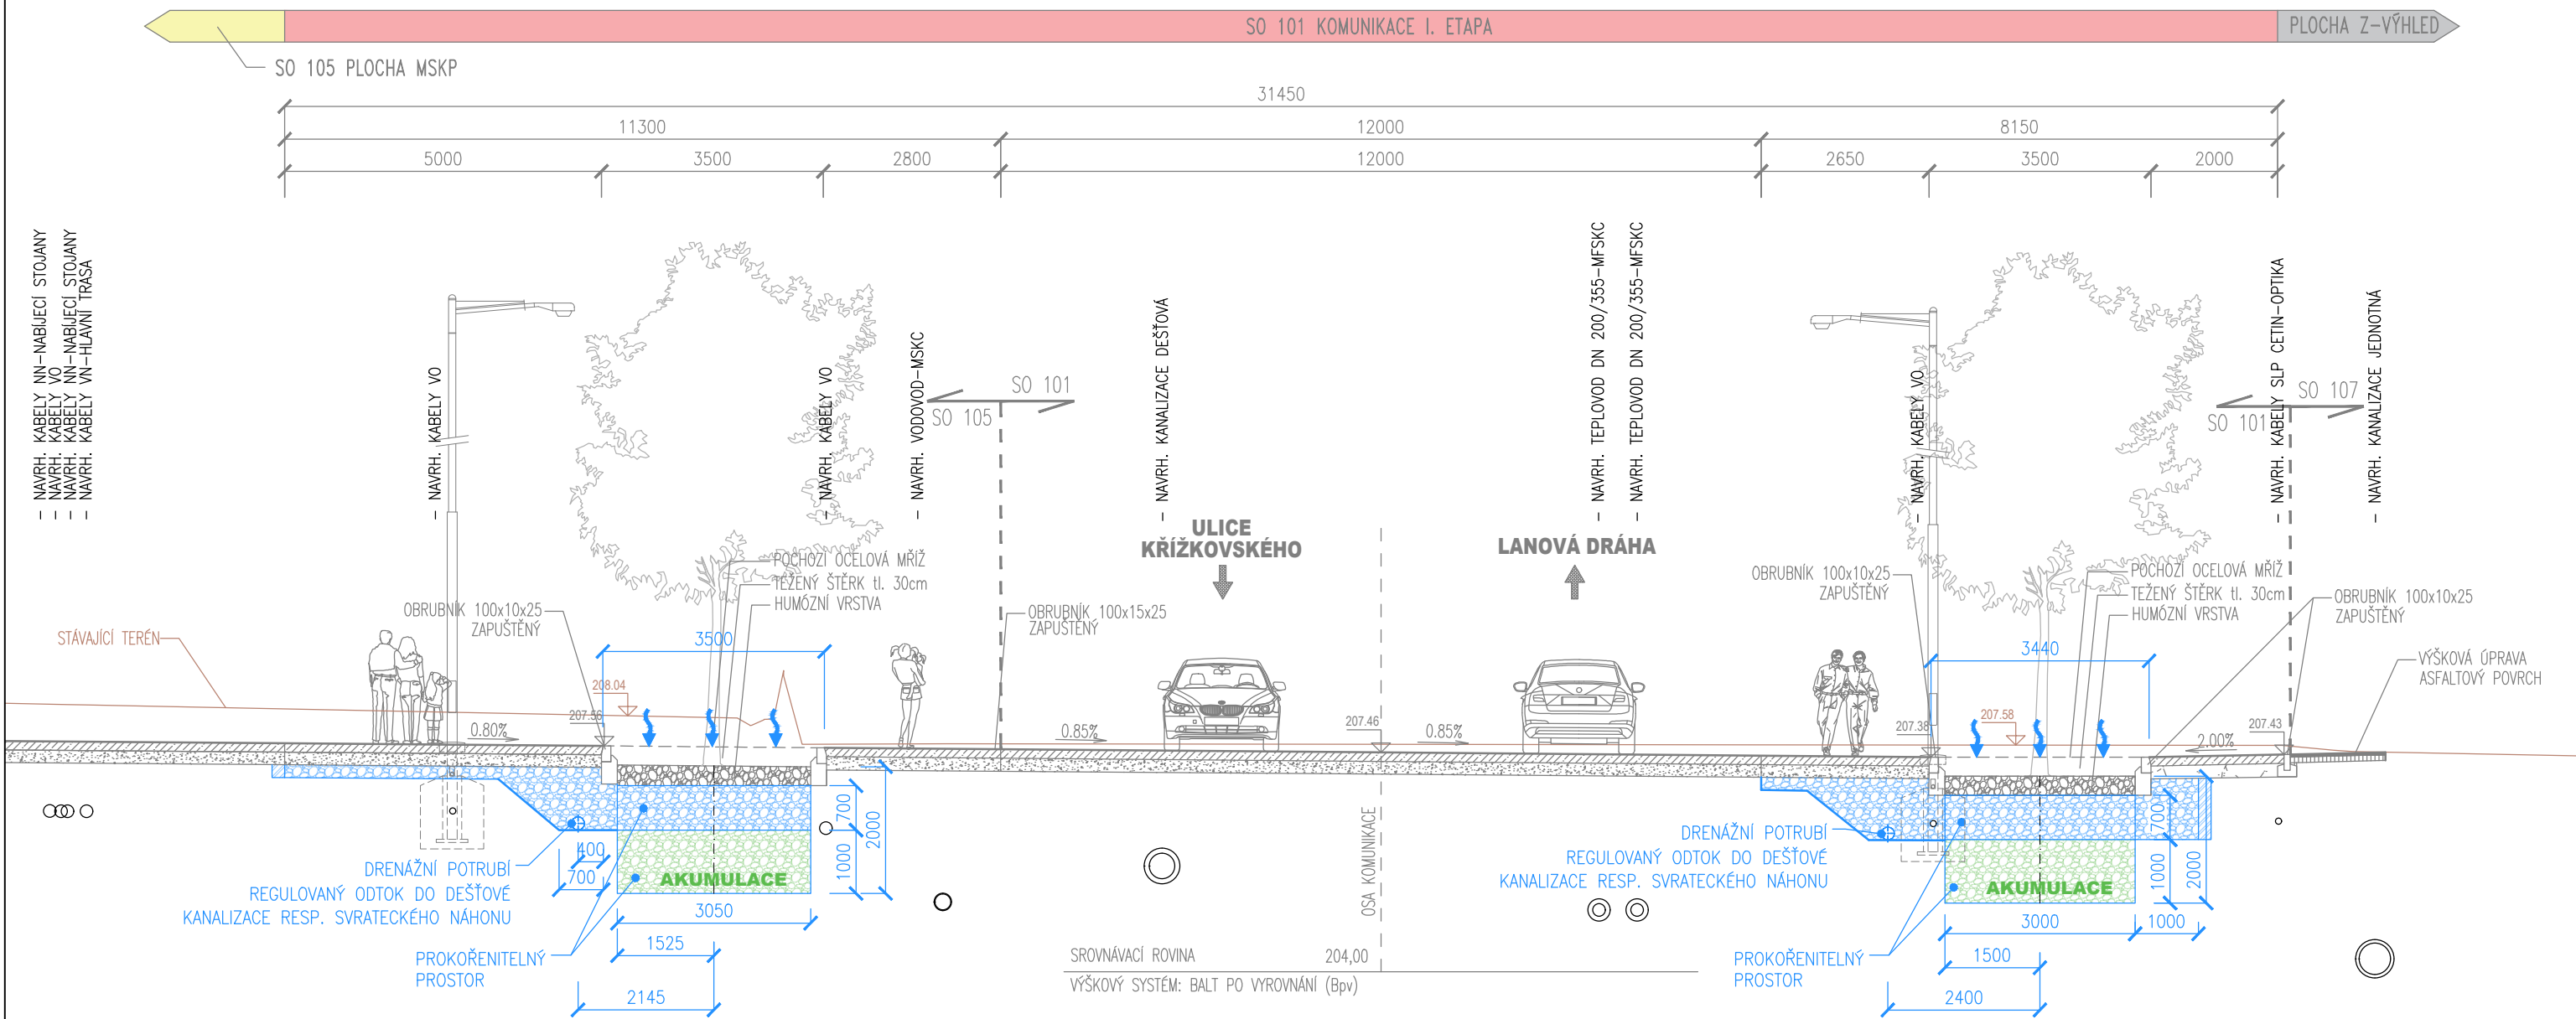 SO 101 KOMUNIKACE I. ETAPA
PLOCHA Z-VÝHLED
SO 105 PLOCHA MSKP
31450
11300
12000
8150
5000
3500
2800
12000
2650
3500
2000
- NAVRH. KABELY NN-NABÍJECÍ STOJANY
- NAVRH. KABELY VO
- NAVRH. KABELY NN-NABÍJECÍ STOJANY
- NAVRH. KABELY VN-HLAVNÍ TRASA
- NAVRH. KABELY VO
- NAVRH. KABELY VO
- NAVRH. VODOVOD-MSKC
SO 101
SO 105
- NAVRH. KANALIZACE DEŠŤOVÁ
- NAVRH. TEPLOVOD DN 200/355-MFSKC
- NAVRH. TEPLOVOD DN 200/355-MFSKC
- NAVRH. KABELY VO
SO 107
SO 101
- NAVRH. KABELY SLP CETIN-OPTIKA
- NAVRH. KANALIZACE JEDNOTNÁ
ULICE
KŘÍŽKOVSKÉHO
LANOVÁ DRÁHA
POCHOZÍ OCELOVÁ MŘÍŽ
TĚŽENÝ ŠTĚRK tl. 30cm
HUMÓZNÍ VRSTVA
OBRUBNÍK 100x10x25
ZAPUŠTĚNÝ
OBRUBNÍK 100x15x25
ZAPUŠTĚNÝ
OBRUBNÍK 100x10x25
ZAPUŠTĚNÝ
POCHOZÍ OCELOVÁ MŘÍŽ
TĚŽENÝ ŠTĚRK tl. 30cm
HUMÓZNÍ VRSTVA
OBRUBNÍK 100x10x25
ZAPUŠTĚNÝ
STÁVAJÍCÍ TERÉN
3500
3440
VÝŠKOVÁ ÚPRAVA
ASFALTOVÝ POVRCH
208.04
207.56
0.80%
0.85%
207.46
0.85%
207.38
207.58
207.43
2.00%
700
1000
2000
400
700
DRENÁŽNÍ POTRUBÍ
REGULOVANÝ ODTOK DO DEŠŤOVÉ
KANALIZACE RESP. SVRATECKÉHO NÁHONU
AKUMULACE
3050
1525
PROKOŘENITELNÝ
PROSTOR
2145
OSA KOMUNIKACE
SROVNÁVACÍ ROVINA 204,00
VÝŠKOVÝ SYSTÉM: BALT PO VYROVNÁNÍ (Bpv)
DRENÁŽNÍ POTRUBÍ
REGULOVANÝ ODTOK DO DEŠŤOVÉ
KANALIZACE RESP. SVRATECKÉHO NÁHONU
AKUMULACE
700
1000
2000
3000
1000
1500
PROKOŘENITELNÝ
PROSTOR
2400